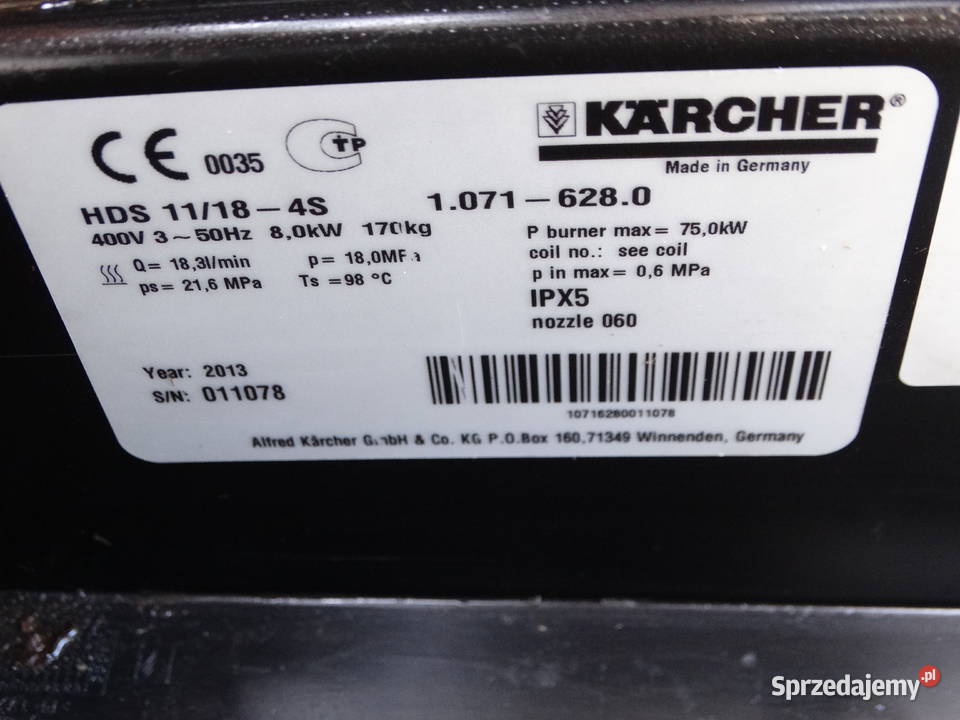 CE 0035 CTP
KÄRCHER®
Made in Germany
HDS 11/18-4S 1.071-628.0
400V 3~50Hz 8,0kW 170kg
Q= 18,3l/min p= 18,0MPa
ps= 21,6 MPa Ts =98 °C
P burner max= 75,0kW
coil no.: see coil
p in max= 0,6 MPa
IPX5
nozzle 060
Year: 2013
S/N: 011078
10716280011078
Alfred Kärcher GmbH & Co. KG P.O.Box 160,71349 Winnenden, Germany
Sprzedajemy.pl